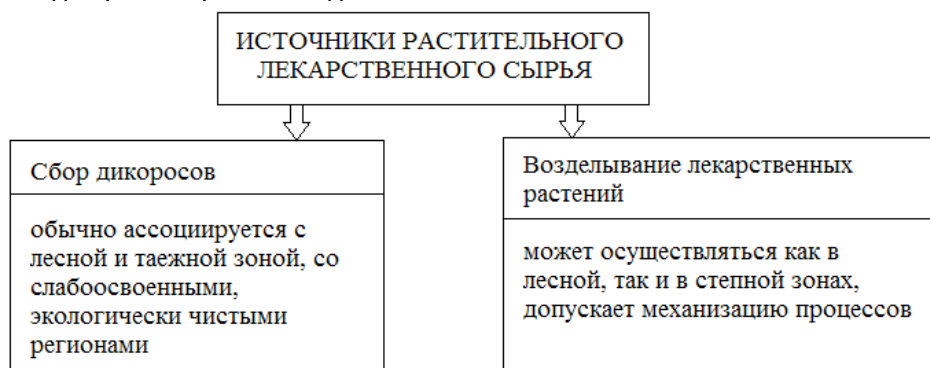 ИСТОЧНИКИ РАСТИТЕЛЬНОГО
ЛЕКАРСТВЕННОГО СЫРЬЯ
Сбор дикоросов
обычно ассоциируется с
лесной и таежной зоной, со
слабоосвоенными,
экологически чистыми
регионами
Возделывание лекарственных
растений
может осуществляться как в
лесной, так и в степной зонах,
допускает механизацию процессов